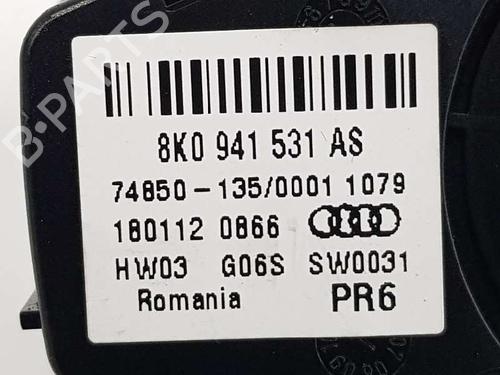 B-PARTS
8K0 941 531 AS
74850-135/0001 1079
180112 0866
HW03 G06S SW0031
Romania PR6